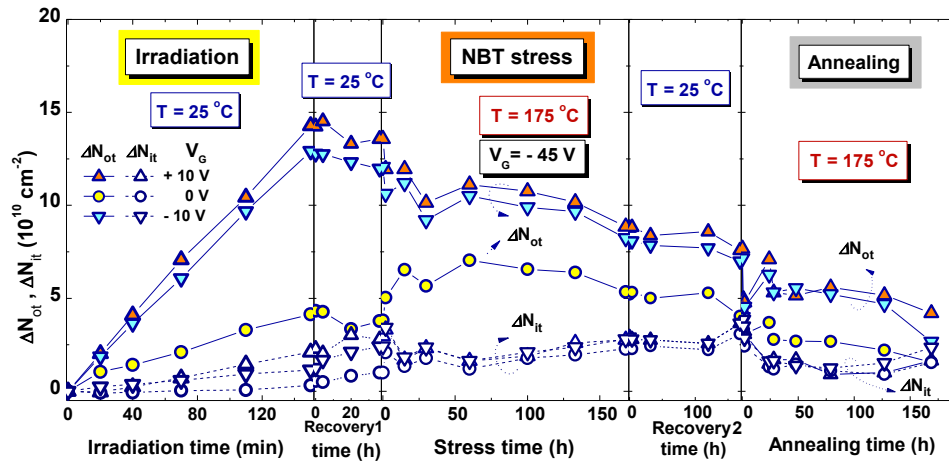 Irradiation
NBT stress
Annealing
T = 25 °C
T = 25 °C
T = 25 °C
T = 175 °C
V_G = - 45 V
T = 175 °C
ΔN_ot ΔN_it V_G
+ 10 V
0 V
- 10 V
ΔN_ot
ΔN_it
ΔN_ot
ΔN_it
ΔN_ot , ΔN_it (10^10 cm^-2)
20
15
10
5
0
0 40 80 120
0 20
0 50 100 150
0 100
0 50 100 150
Irradiation time (min)
Recovery1
time (h)
Stress time (h)
Recovery2
time (h)
Annealing time (h)